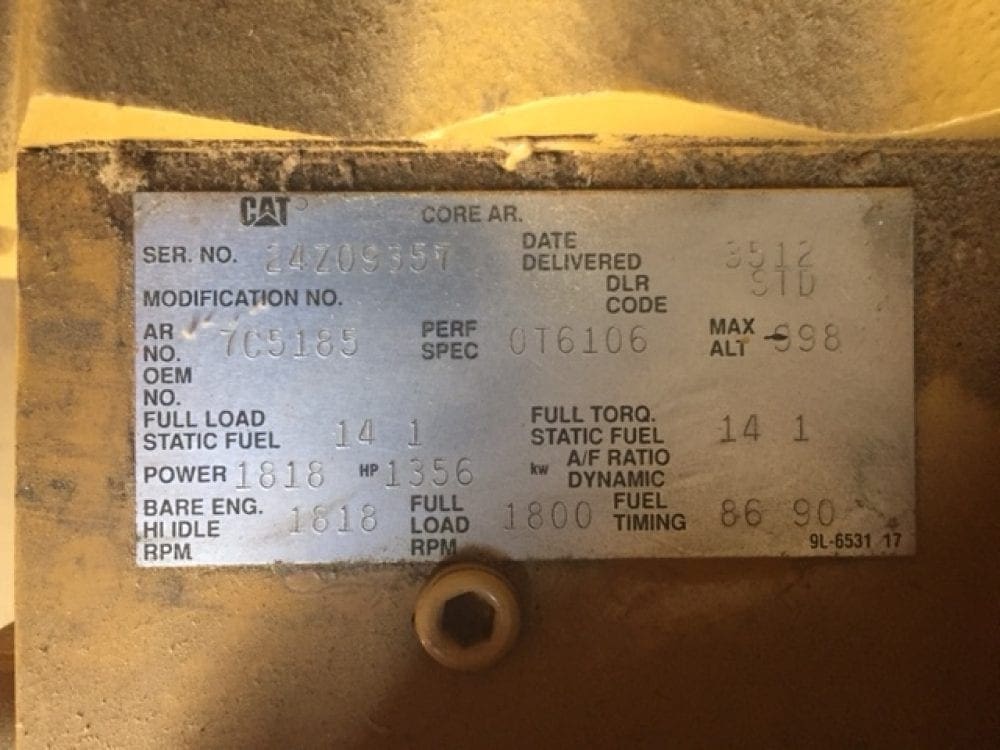 CAT CORE AR.
SER. NO. 24Z09357 DATE DELIVERED 3512
MODIFICATION NO. DLR CODE STD
AR NO. 7C5185 PERF SPEC 0T6106 MAX ALT 998
OEM NO.
FULL LOAD STATIC FUEL 14 1 FULL TORQ. STATIC FUEL 14 1
POWER 1818 HP 1356 kw A/F RATIO DYNAMIC
BARE ENG. HI IDLE RPM 1818 FULL LOAD RPM 1800 FUEL TIMING 86 90
9L-6531 17